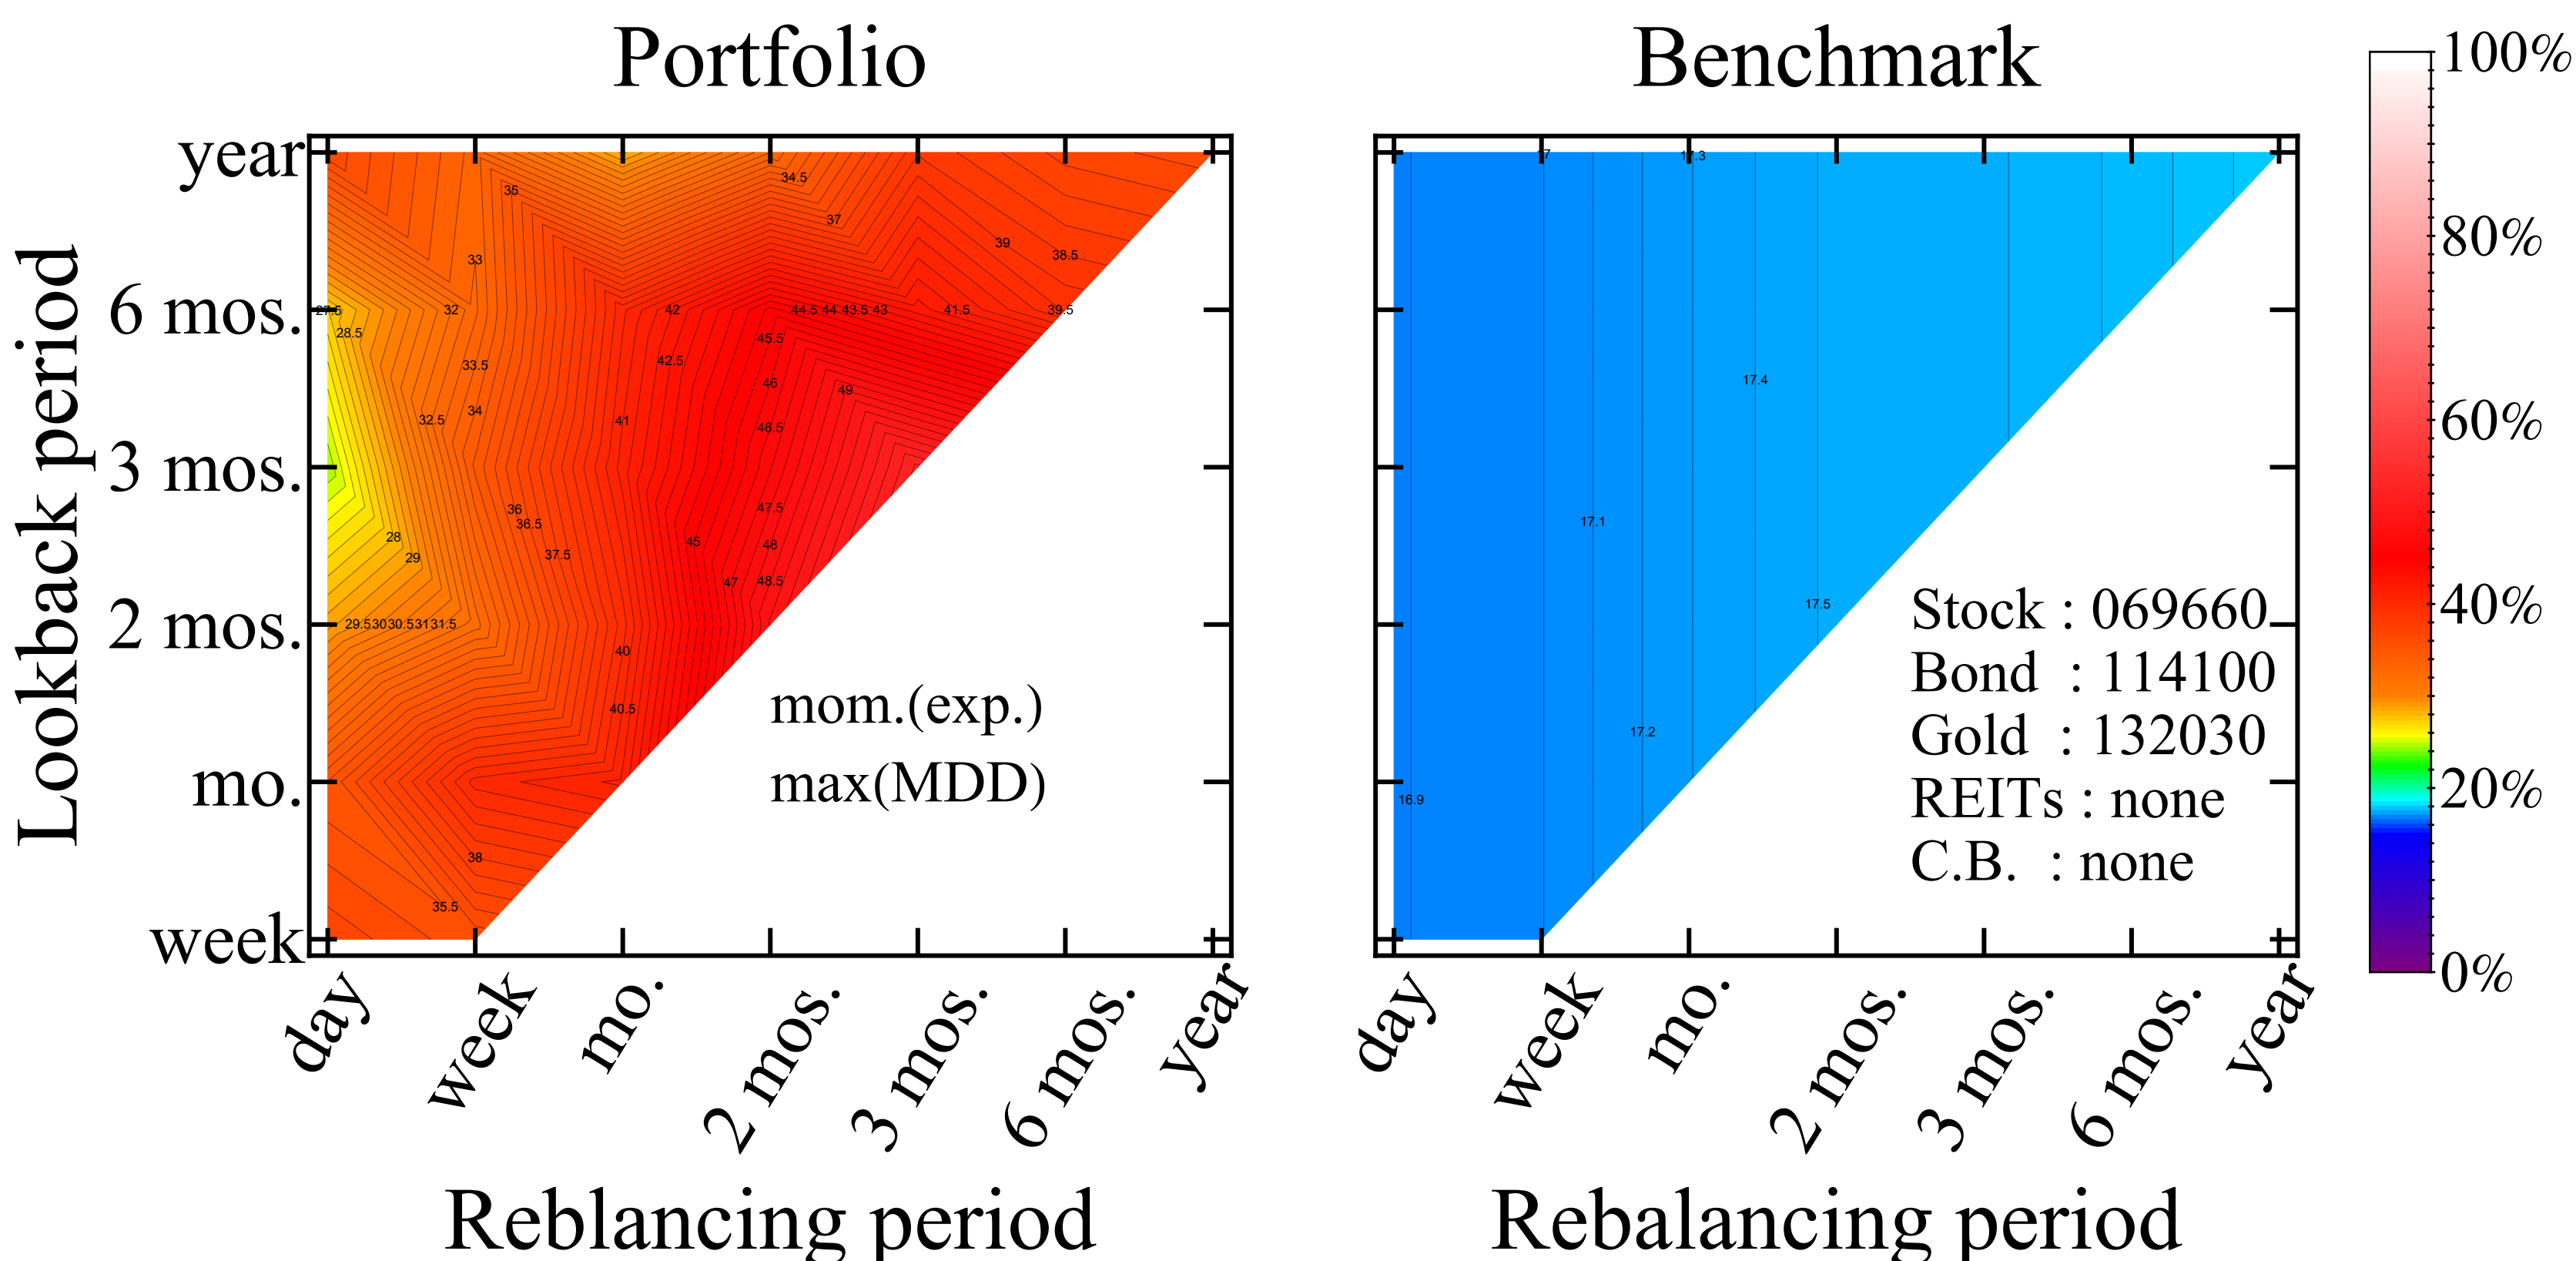 Portfolio
Benchmark
Lookback period
year
6 mos.
3 mos.
2 mos.
mo.
week
35
34.5
37
33
39
38.5
27.5
32
42
44.5 44 43.5 43
41.5
39.5
28.5
45.5
33.5
42.5
46
49
34
32.5
41
46.5
36
36.5
47.5
28
45
48
29
37.5
47
48.5
29.5 30 30.5 31 31.5
40
40.5
38
35.5
mom.(exp.)
max(MDD)
day
week
mo.
2 mos.
3 mos.
6 mos.
year
Reblancing period
17.3
17.4
17.1
17.5
17.2
16.9
Stock : 069660
Bond : 114100
Gold : 132030
REITs : none
C.B. : none
day
week
mo.
2 mos.
3 mos.
6 mos.
year
Rebalancing period
100%
80%
60%
40%
20%
0%